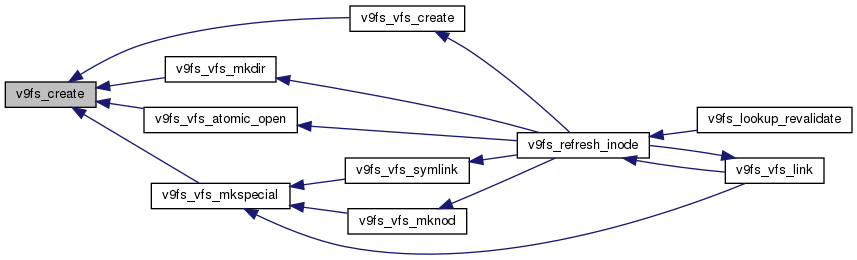 v9fs_create
v9fs_vfs_create
v9fs_vfs_mkdir
v9fs_vfs_atomic_open
v9fs_vfs_mkspecial
v9fs_vfs_symlink
v9fs_vfs_mknod
v9fs_refresh_inode
v9fs_lookup_revalidate
v9fs_vfs_link